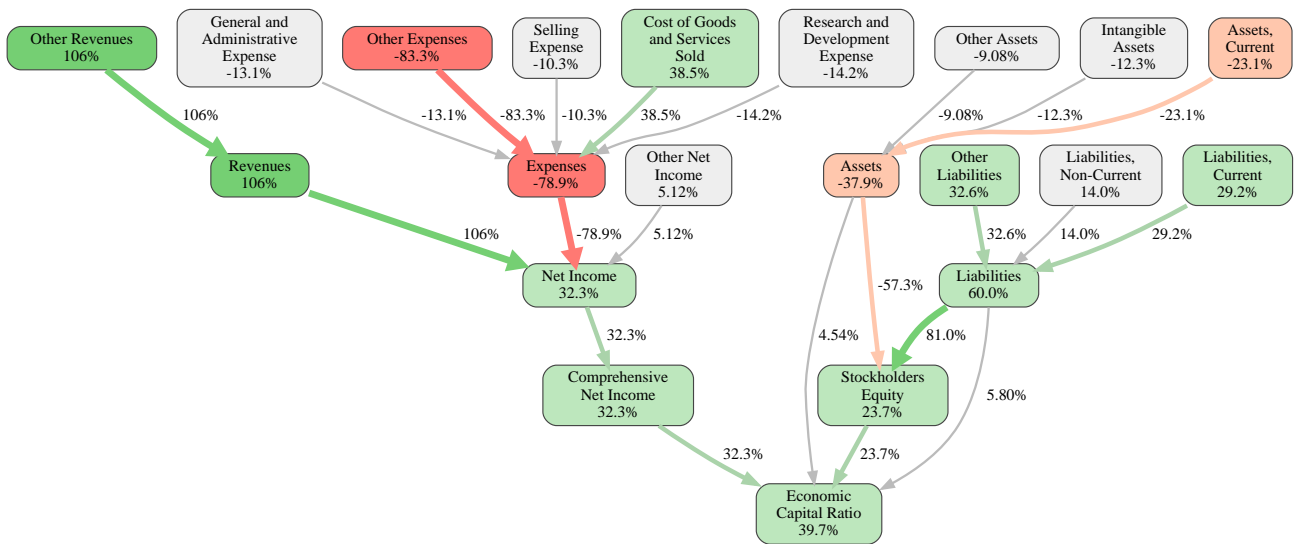 Other Revenues
106%
General and
Administrative
Expense
-13.1%
Other Expenses
-83.3%
Selling
Expense
-10.3%
Cost of Goods
and Services
Sold
38.5%
Research and
Development
Expense
-14.2%
Other Assets
-9.08%
Intangible
Assets
-12.3%
Assets,
Current
-23.1%
106%
-13.1%
-83.3%
-10.3%
38.5%
-14.2%
-9.08%
-12.3%
-23.1%
Revenues
106%
Expenses
-78.9%
Other Net
Income
5.12%
Assets
-37.9%
Other
Liabilities
32.6%
Liabilities,
Non-Current
14.0%
Liabilities,
Current
29.2%
106%
-78.9%
5.12%
32.6%
14.0%
29.2%
Net Income
32.3%
-57.3%
Liabilities
60.0%
32.3%
4.54%
81.0%
Comprehensive
Net Income
32.3%
Stockholders
Equity
23.7%
5.80%
32.3%
23.7%
Economic
Capital Ratio
39.7%